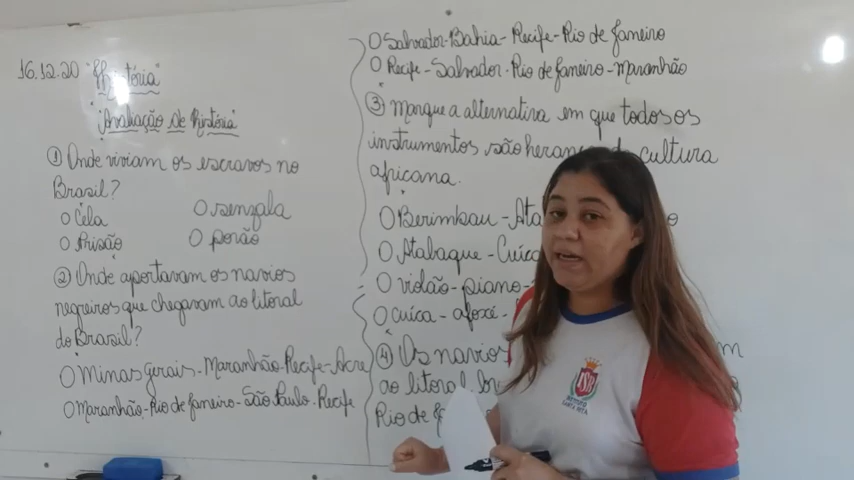 16.12.20 "História"
"Avaliação de história"
① Onde viviam os escravos no
Brasil?
O Cela O senzala
O Prisão O porão
② Onde aportavam os navios
negreiros que chegavam ao litoral
do Brasil?
O Minas gerais - Maranhão - Recife - Acre
O Maranhão - Rio de Janeiro - São Paulo - Recife
O Salvador - Bahia - Recife - Rio de Janeiro
O Recife - Salvador - Rio de Janeiro - Maranhão
③ Marque a alternativa em que todos os
instrumentos são cultura
africana.
O Berimbau -
O Atabaque -
O violão - piano -
O cuíca - afoxé -
④ Os navios
ao litoral
Rio de
INSTITUTO
SANTA RITA